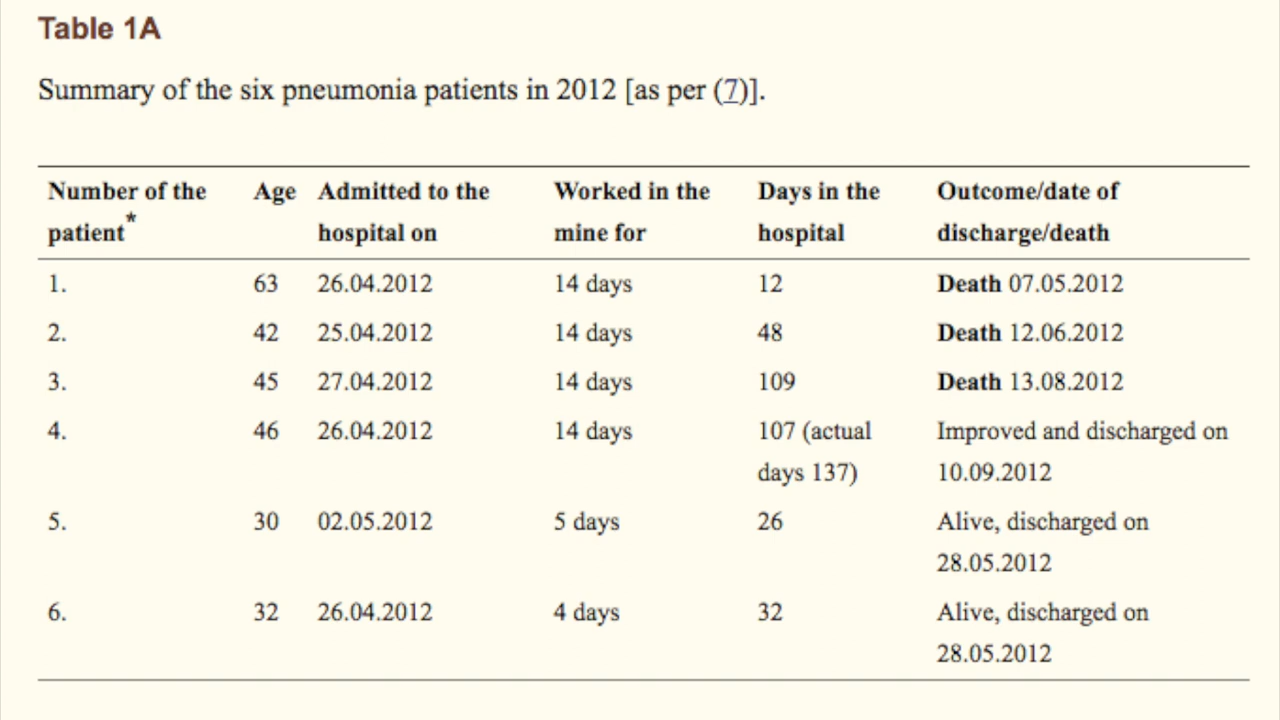 Table 1A
Summary of the six pneumonia patients in 2012 [as per (7)].
Number of the patient* Age Admitted to the hospital on Worked in the mine for Days in the hospital Outcome/date of discharge/death
1. 63 26.04.2012 14 days 12 Death 07.05.2012
2. 42 25.04.2012 14 days 48 Death 12.06.2012
3. 45 27.04.2012 14 days 109 Death 13.08.2012
4. 46 26.04.2012 14 days 107 (actual days 137) Improved and discharged on 10.09.2012
5. 30 02.05.2012 5 days 26 Alive, discharged on 28.05.2012
6. 32 26.04.2012 4 days 32 Alive, discharged on 28.05.2012